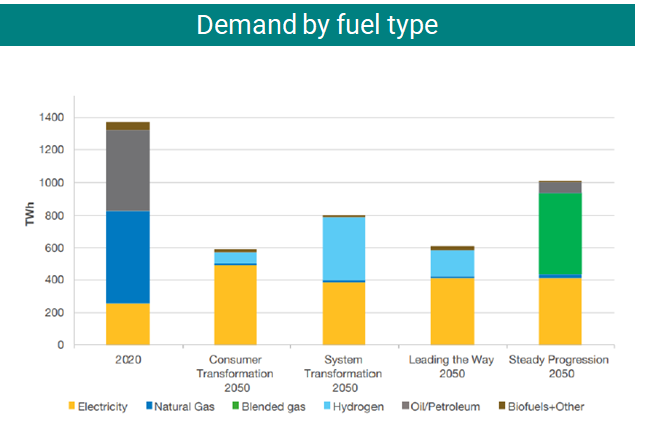 Demand by fuel type
1400
1200
1000
800
600
400
200
0
TWh
2020
Consumer
Transformation
2050
System
Transformation
2050
Leading the Way
2050
Steady Progression
2050
Electricity
Natural Gas
Blended gas
Hydrogen
Oil/Petroleum
Biofuels+Other